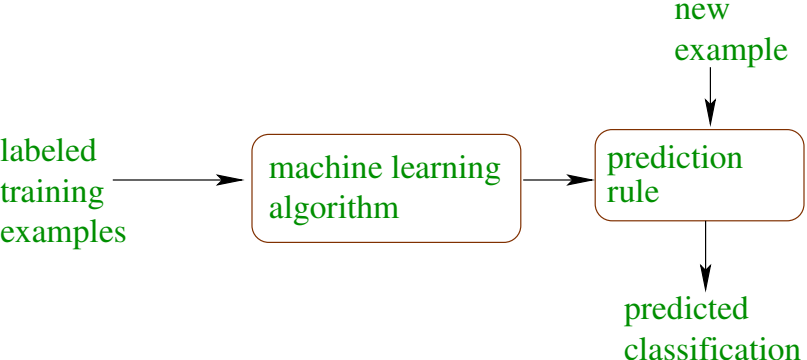 new
example
labeled
training
examples
machine learning
algorithm
prediction
rule
predicted
classification